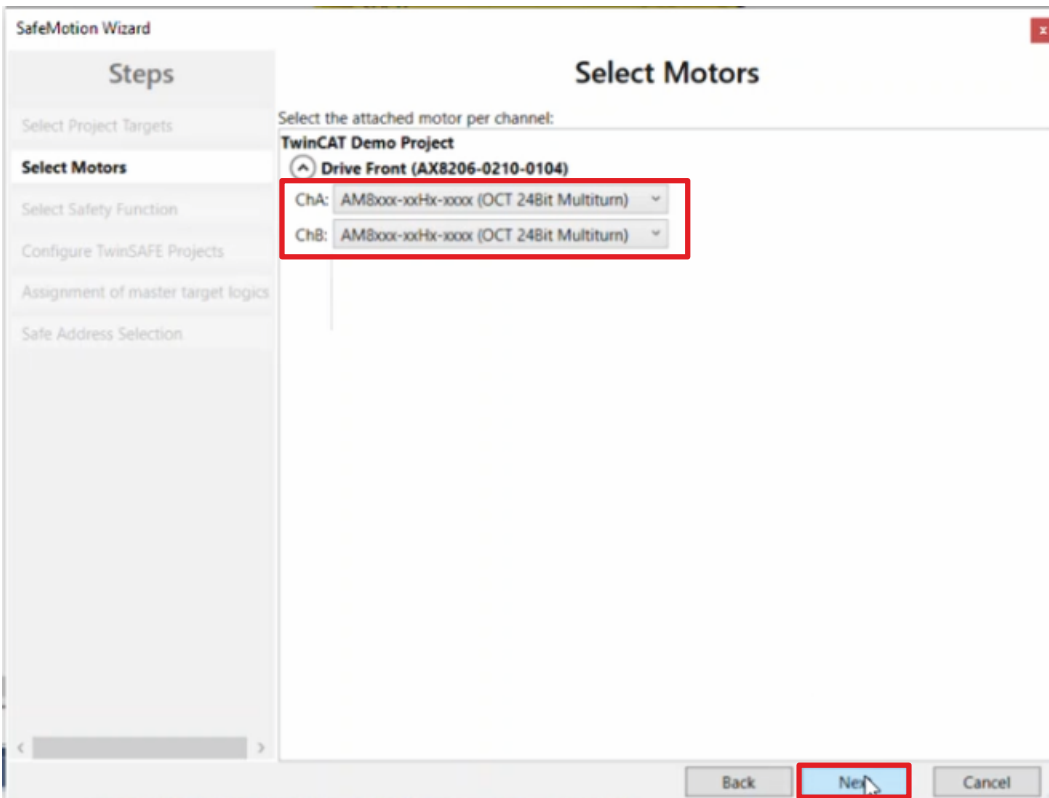 SafeMotion Wizard
x
Steps
Select Project Targets
Select Motors
Select Safety Function
Configure TwinSAFE Projects
Assignment of master target logics
Safe Address Selection
Select Motors
Select the attached motor per channel:
TwinCAT Demo Project
Drive Front (AX8206-0210-0104)
ChA: AM8xxx-xxHx-xxxx (OCT 24Bit Multiturn)
ChB: AM8xxx-xxHx-xxxx (OCT 24Bit Multiturn)
Back Next Cancel